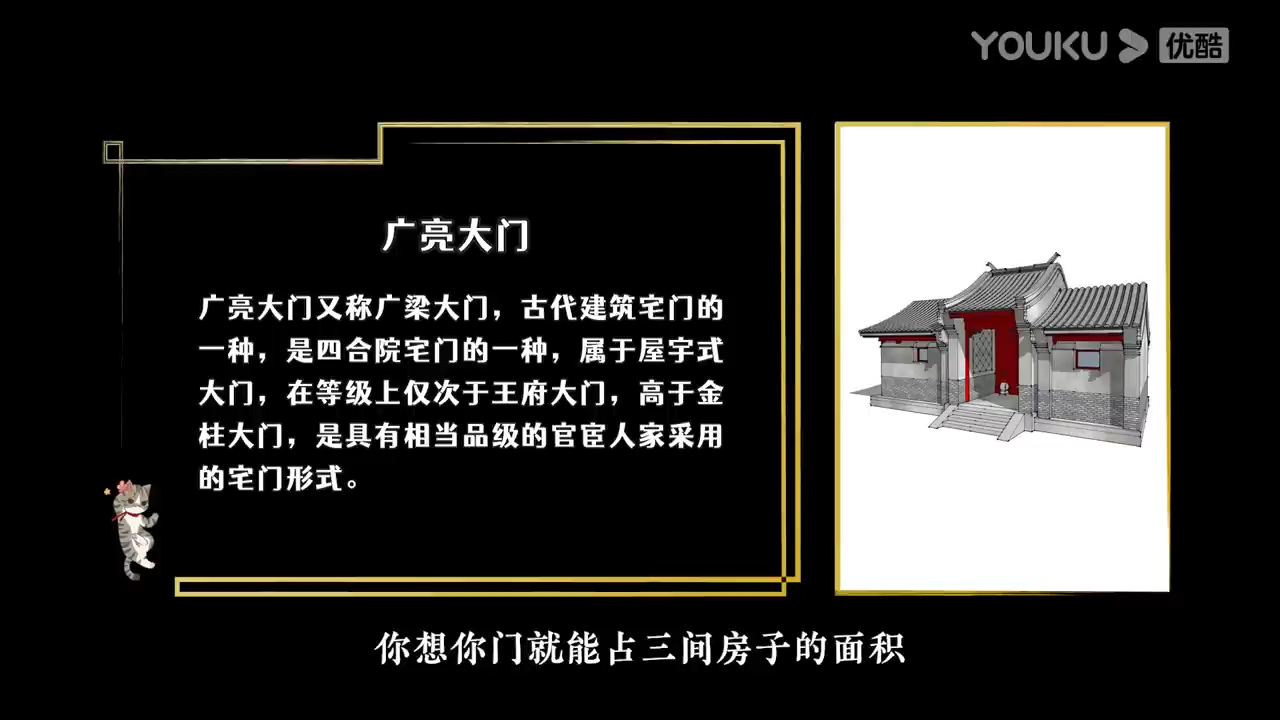 YOUKU 优酷
广亮大门
广亮大门又称广梁大门，古代建筑宅门的
一种，是四合院宅门的一种，属于屋宇式
大门，在等级上仅次于王府大门，高于金
柱大门，是具有相当品级的官宦人家采用
的宅门形式。
你想你门就能占三间房子的面积